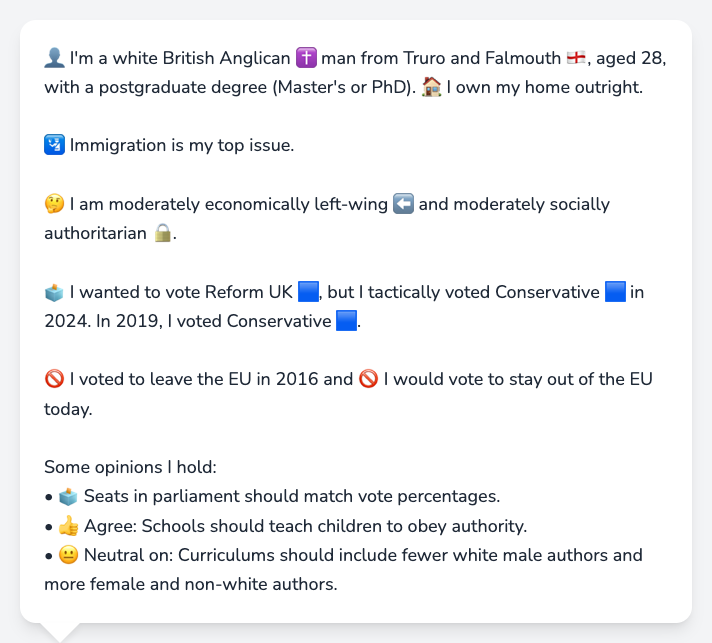 👤 I'm a white British Anglican ✝️ man from Truro and Falmouth 🏴󠁧󠁢󠁥󠁮󠁧󠁿, aged 28,
with a postgraduate degree (Master's or PhD). 🏠 I own my home outright.
🛂 Immigration is my top issue.
🤔 I am moderately economically left-wing ⬅️ and moderately socially
authoritarian 🔒.
🗳️ I wanted to vote Reform UK 🟦, but I tactically voted Conservative 🟦 in
2024. In 2019, I voted Conservative 🟦.
🚫 I voted to leave the EU in 2016 and 🚫 I would vote to stay out of the EU
today.
Some opinions I hold:
• 🗳️ Seats in parliament should match vote percentages.
• 👍 Agree: Schools should teach children to obey authority.
• 😐 Neutral on: Curriculums should include fewer white male authors and
more female and non-white authors.